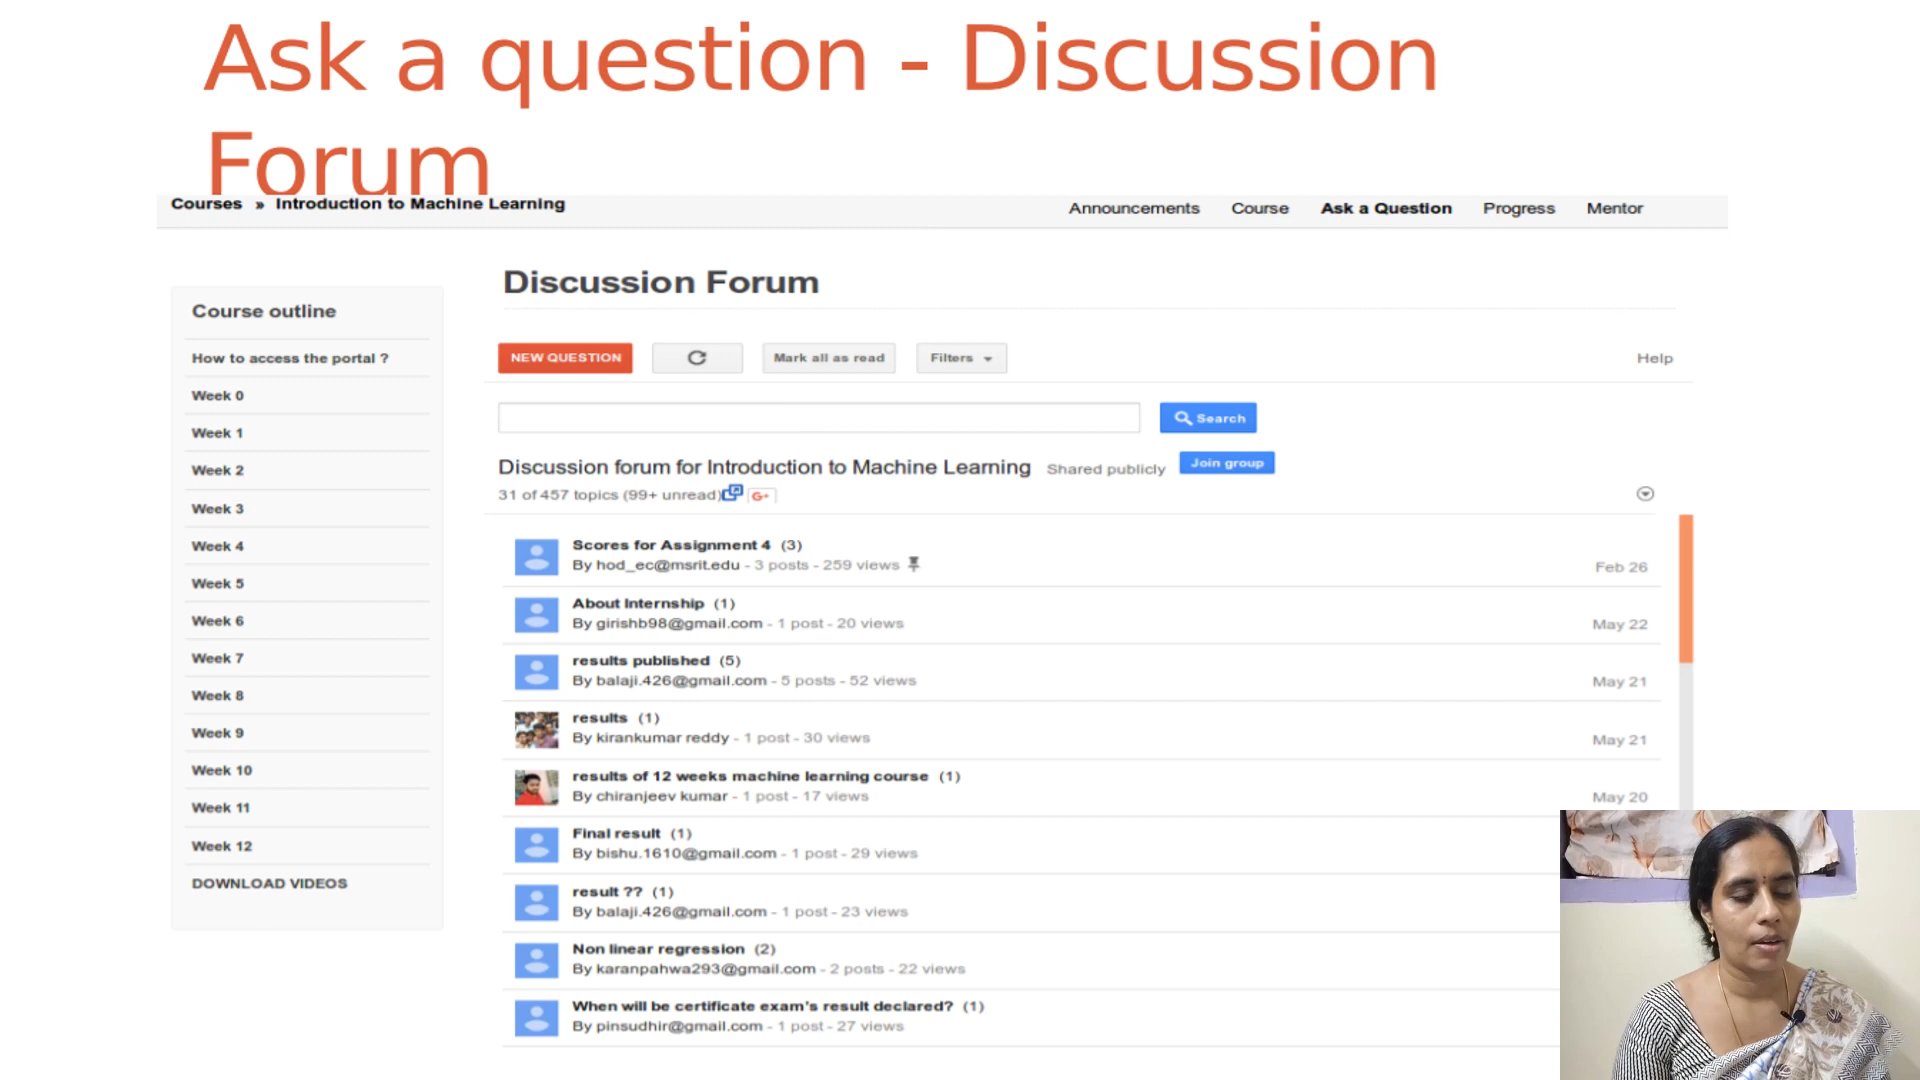 Ask a question - Discussion
Forum
Courses » Introduction to Machine Learning
Announcements Course Ask a Question Progress Mentor
Course outline
How to access the portal ?
Week 0
Week 1
Week 2
Week 3
Week 4
Week 5
Week 6
Week 7
Week 8
Week 9
Week 10
Week 11
Week 12
DOWNLOAD VIDEOS
Discussion Forum
NEW QUESTION Mark all as read Filters Help
Search
Discussion forum for Introduction to Machine Learning Shared publicly Join group
31 of 457 topics (99+ unread) G+
Scores for Assignment 4 (3)
By hod_ec@msrit.edu - 3 posts - 259 views Feb 26
About Internship (1)
By girishb98@gmail.com - 1 post - 20 views May 22
results published (5)
By balaji.426@gmail.com - 5 posts - 52 views May 21
results (1)
By kirankumar reddy - 1 post - 30 views May 21
results of 12 weeks machine learning course (1)
By chiranjeev kumar - 1 post - 17 views May 20
Final result (1)
By bishu.1610@gmail.com - 1 post - 29 views
result ?? (1)
By balaji.426@gmail.com - 1 post - 23 views
Non linear regression (2)
By karanpahwa293@gmail.com - 2 posts - 22 views
When will be certificate exam's result declared? (1)
By pinsudhir@gmail.com - 1 post - 27 views